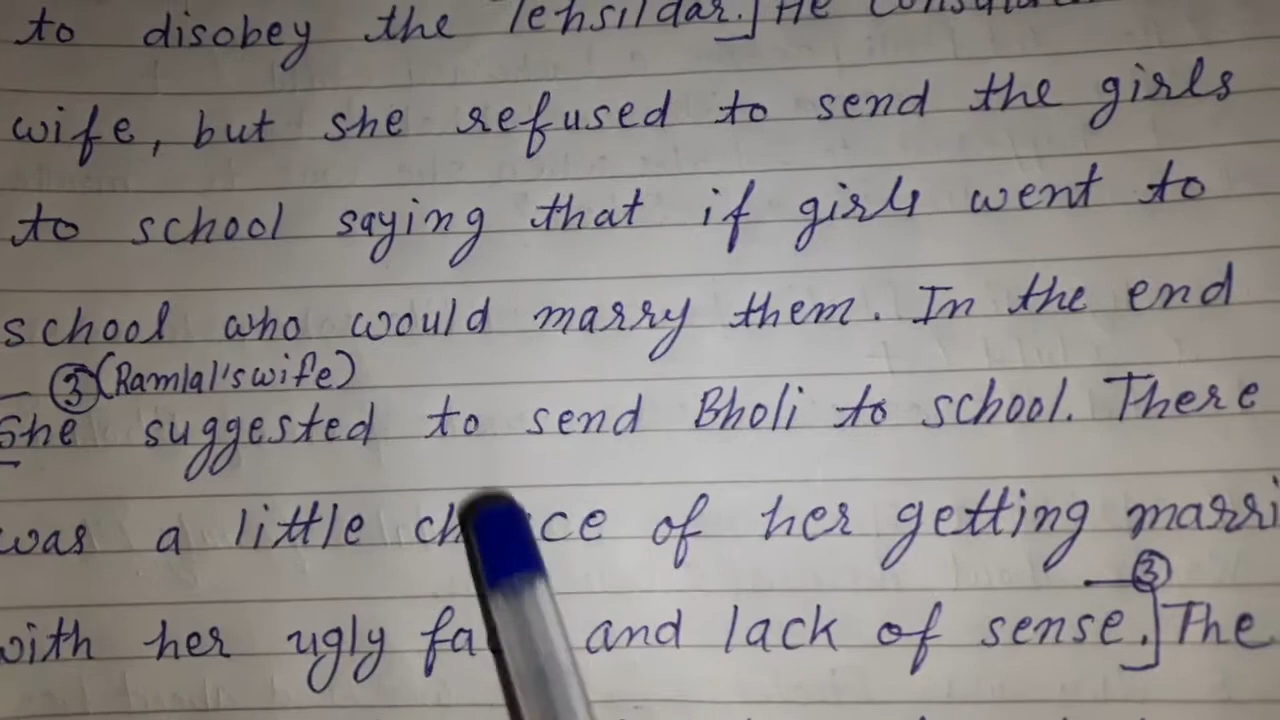 to disobey the Tehsildar.] He
wife, but she refused to send the girls
to school saying that if girls went to
school who would marry them. In the end
③ (Ramlal's wife)
She suggested to send Bholi to school. There
was a little of her getting marri
with her ugly and lack of sense.] The
③